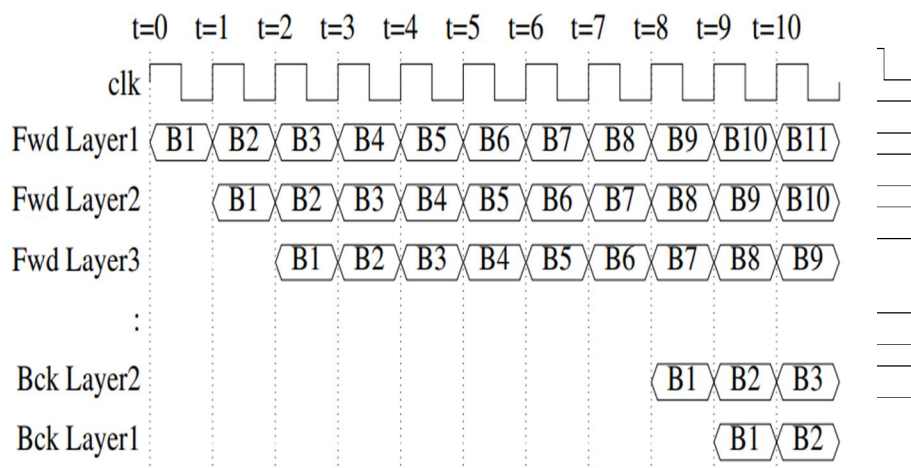 t=0 t=1 t=2 t=3 t=4 t=5 t=6 t=7 t=8 t=9 t=10
clk
Fwd Layer1 B1 B2 B3 B4 B5 B6 B7 B8 B9 B10 B11
Fwd Layer2 B1 B2 B3 B4 B5 B6 B7 B8 B9 B10
Fwd Layer3 B1 B2 B3 B4 B5 B6 B7 B8 B9
:
Bck Layer2 B1 B2 B3
Bck Layer1 B1 B2